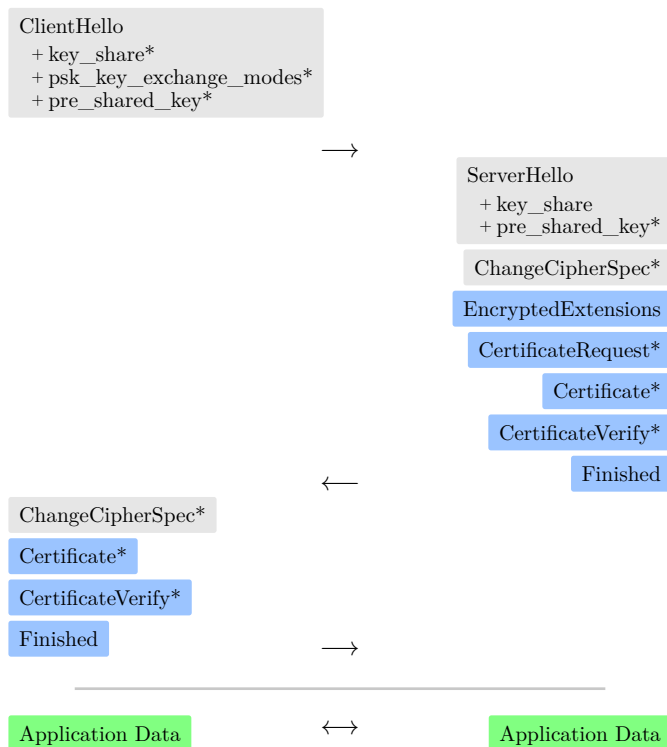 ClientHello
+ key_share*
+ psk_key_exchange_modes*
+ pre_shared_key*
ServerHello
+ key_share
+ pre_shared_key*
ChangeCipherSpec*
EncryptedExtensions
CertificateRequest*
Certificate*
CertificateVerify*
Finished
ChangeCipherSpec*
Certificate*
CertificateVerify*
Finished
Application Data
Application Data